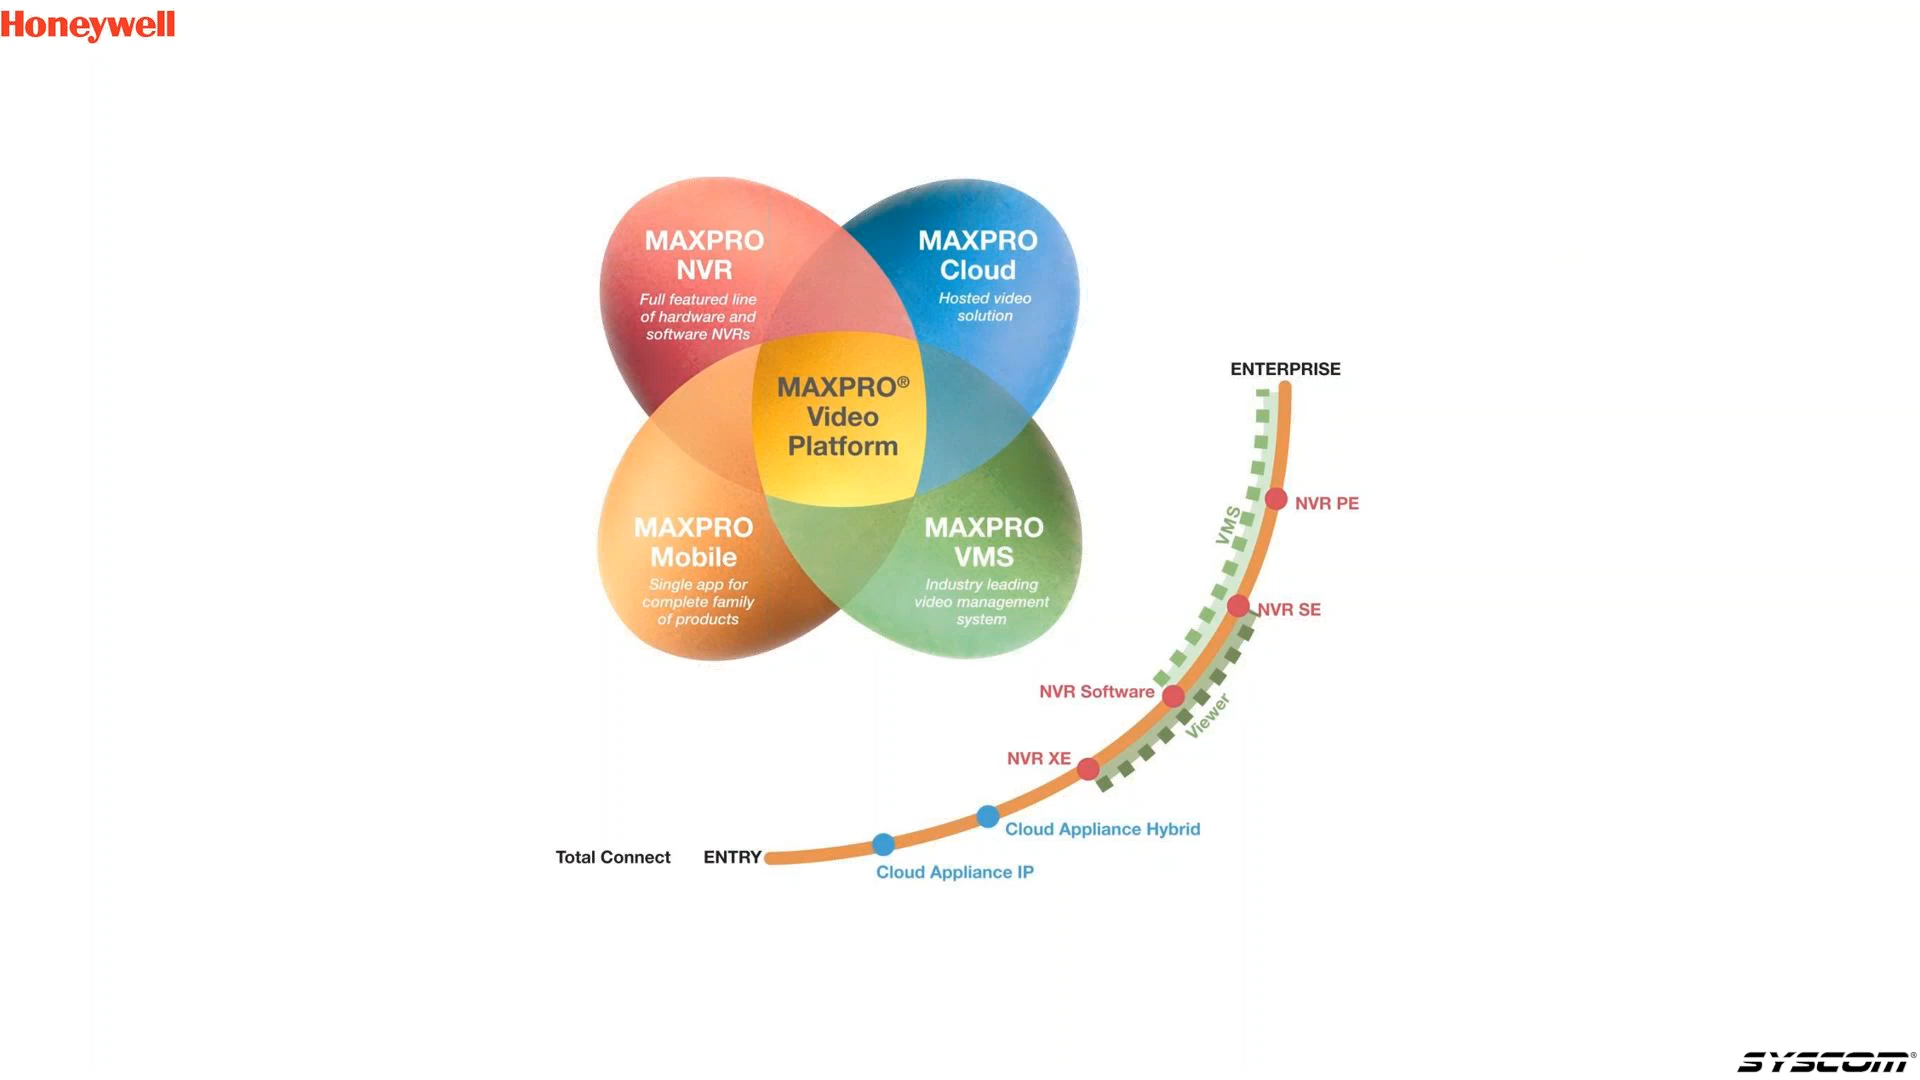 Honeywell
MAXPRO
NVR
Full featured line
of hardware and
software NVRs
MAXPRO
Cloud
Hosted video
solution
MAXPRO®
Video
Platform
MAXPRO
Mobile
Single app for
complete family
of products
MAXPRO
VMS
Industry leading
video management
system
ENTERPRISE
NVR PE
VMS
NVR SE
NVR Software
Viewer
NVR XE
Cloud Appliance Hybrid
Total Connect
ENTRY
Cloud Appliance IP
SYSCOM®